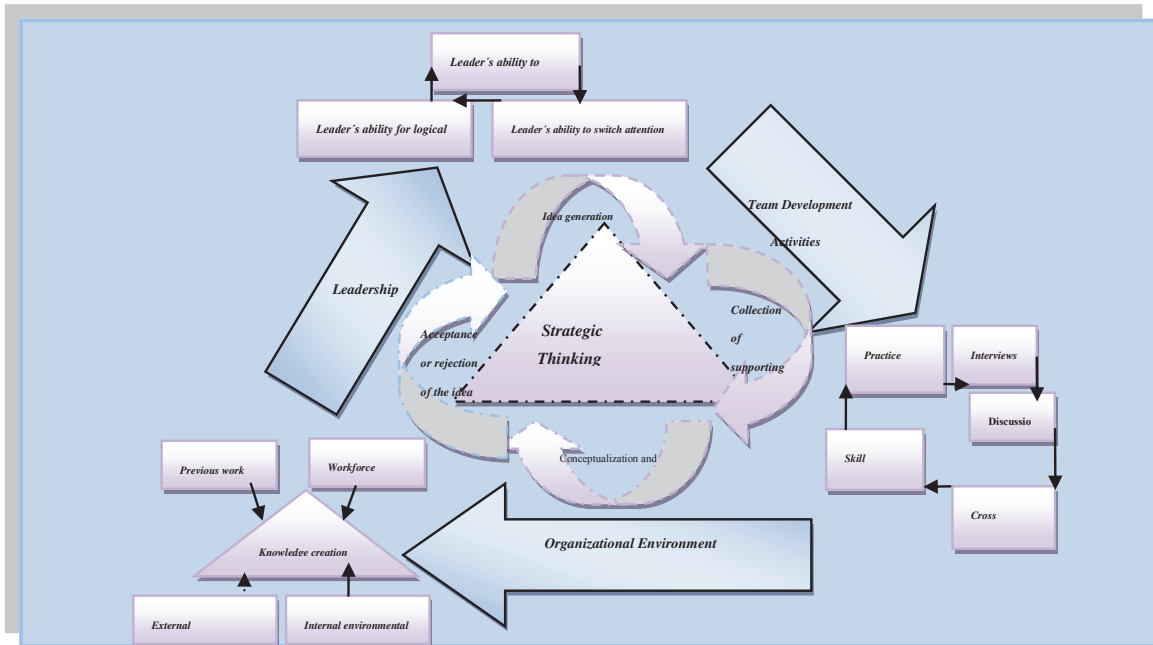 Leader´s ability to
Leader´s ability for logical
Leader´s ability to switch attention
Team Development
Activities
Idea generation
Leadership
Strategic
Thinking
Collection
of
supporting
Acceptance
or rejection
of the idea
Conceptualization and
Practice
Interviews
Discussio
Skill
Cross
Previous work
Workforce
Knowledge creation
Organizational Environment
External
Internal environmental